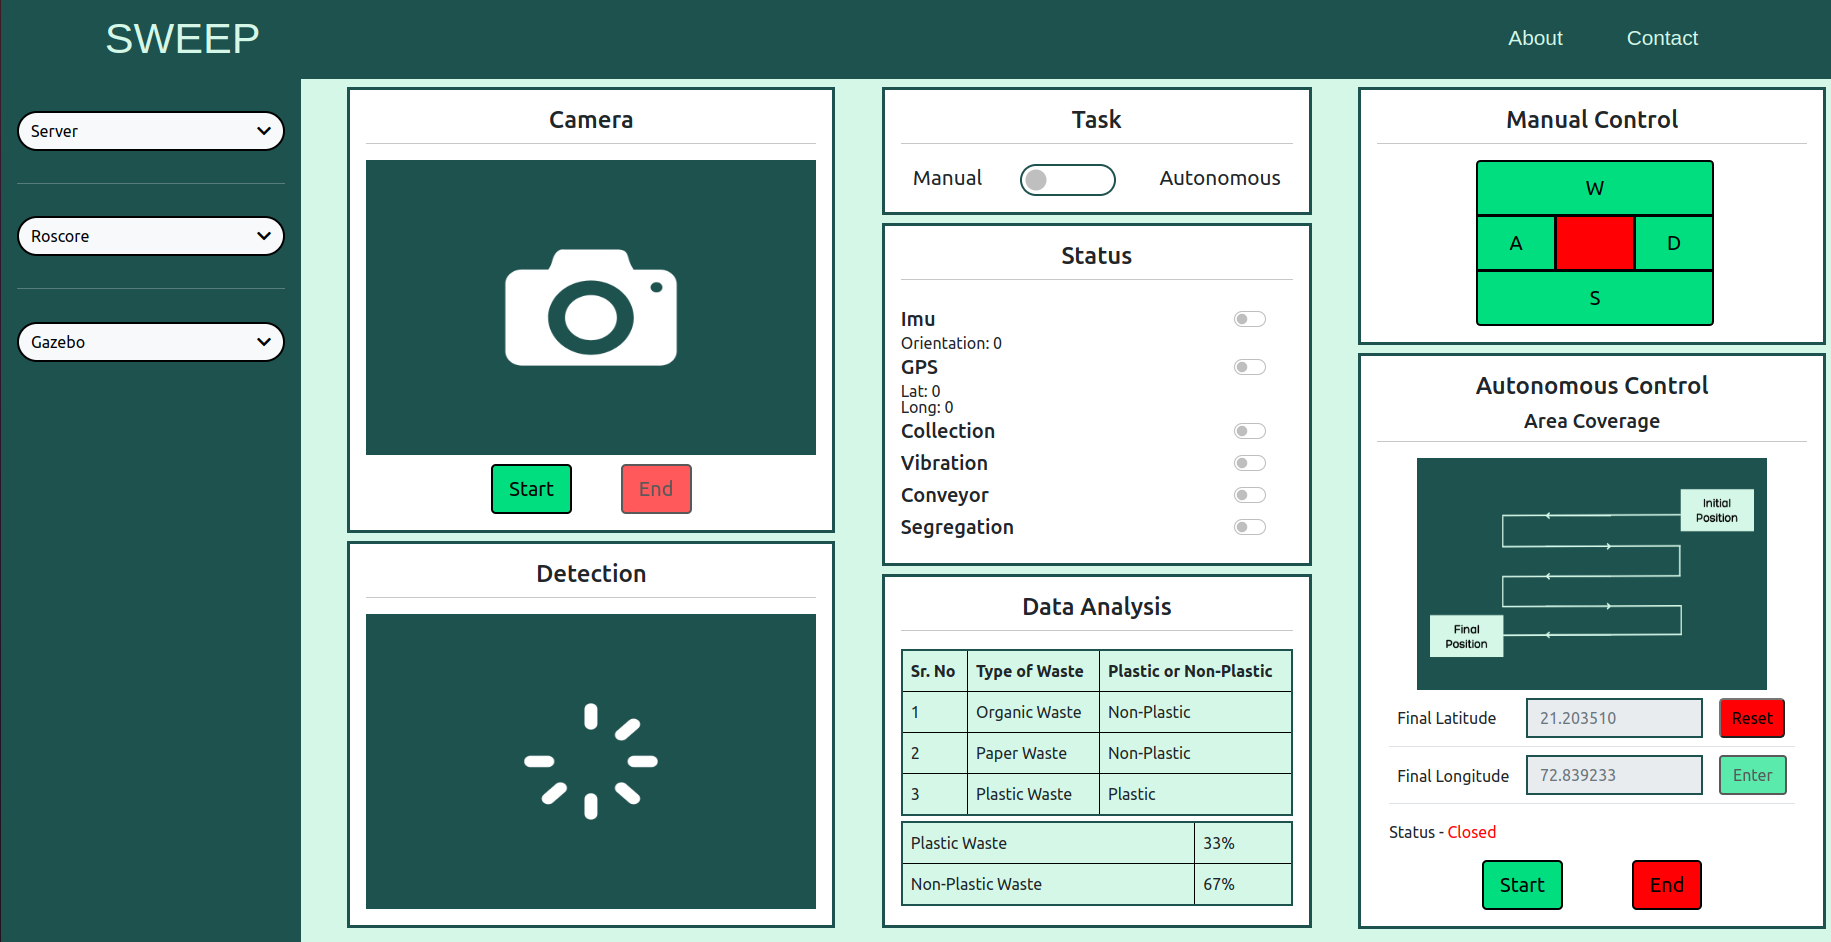 SWEEP
About
Contact
Server
Roscore
Gazebo
Camera
Start
End
Detection
Task
Manual
Autonomous
Status
Imu
Orientation: 0
GPS
Lat: 0
Long: 0
Collection
Vibration
Conveyor
Segregation
Data Analysis
Sr. No Type of Waste Plastic or Non-Plastic
1 Organic Waste Non-Plastic
2 Paper Waste Non-Plastic
3 Plastic Waste Plastic
Plastic Waste 33%
Non-Plastic Waste 67%
Manual Control
W
A
D
S
Autonomous Control
Area Coverage
Initial
Position
Final
Position
Final Latitude 21.203510 Reset
Final Longitude 72.839233 Enter
Status - Closed
Start
End